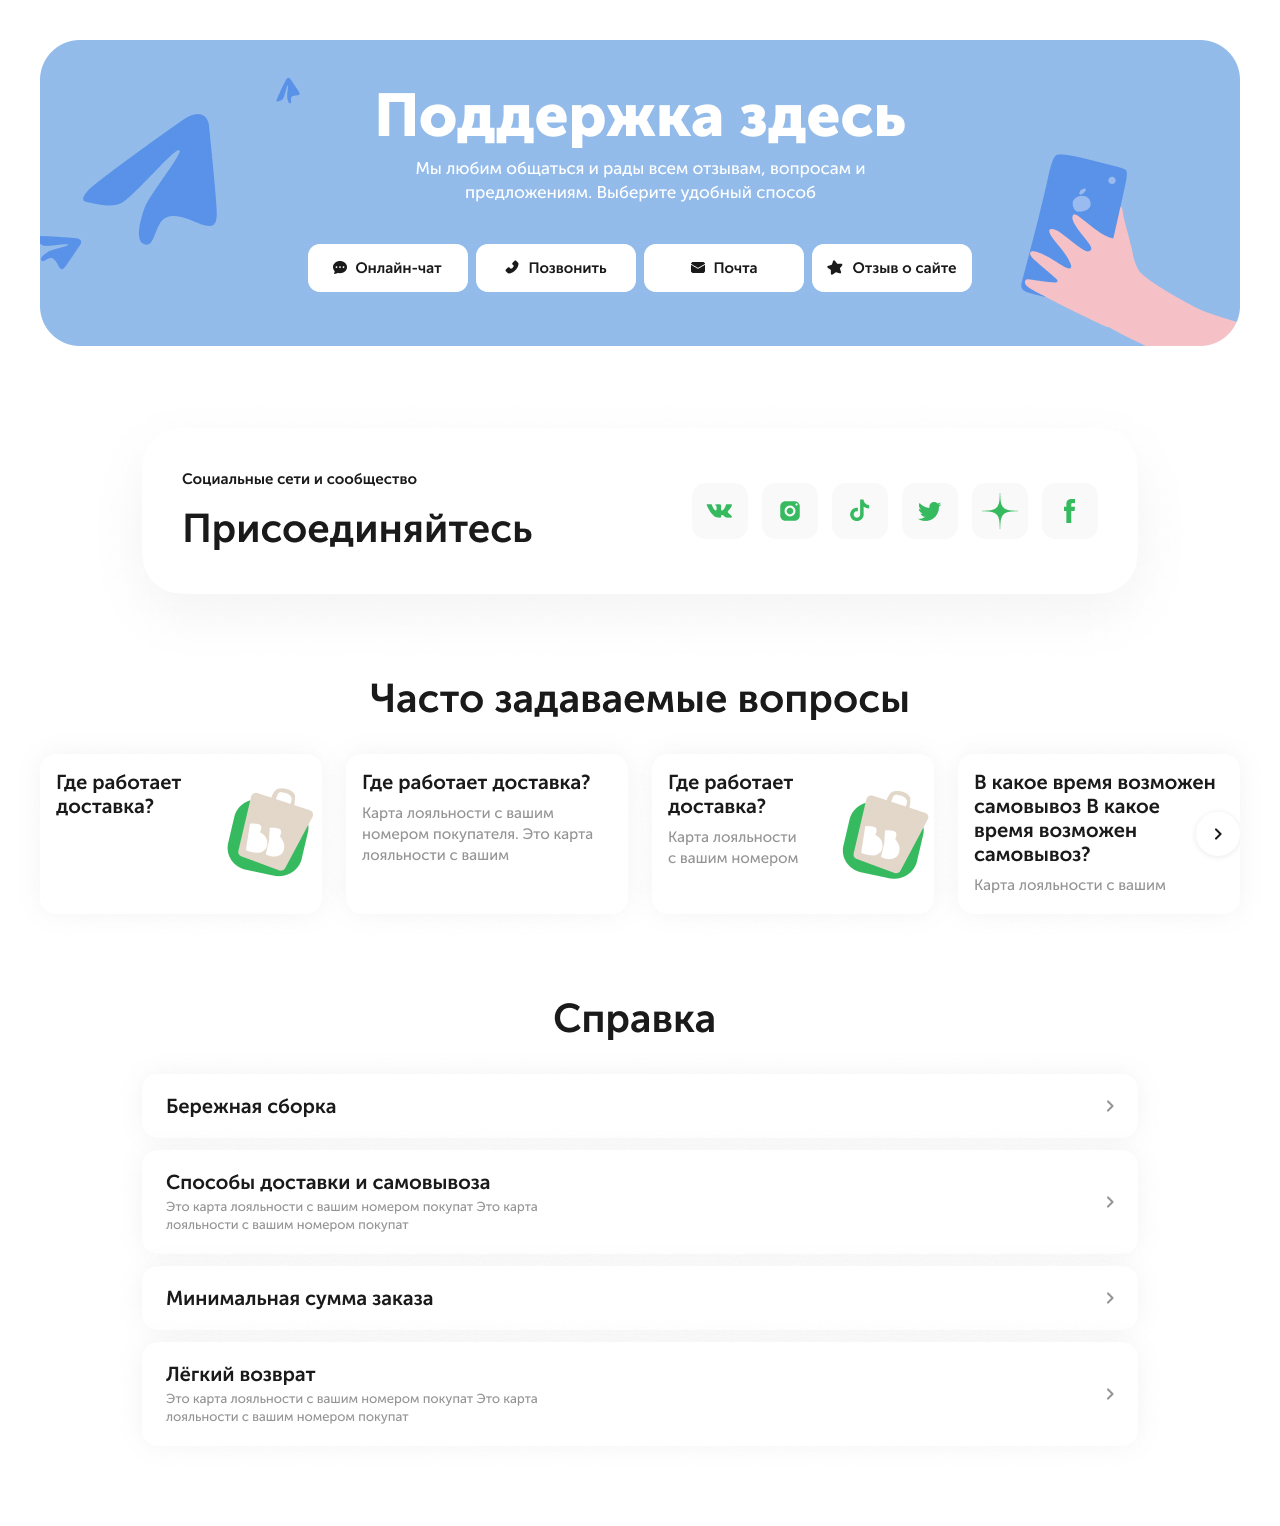 Поддержка здесь
Мы любим общаться и рады всем отзывам, вопросам и
предложениям. Выберите удобный способ
Онлайн-чат
Позвонить
Почта
Отзыв о сайте
Социальные сети и сообщество
Присоединяйтесь
Часто задаваемые вопросы
Где работает
доставка?
Где работает доставка?
Карта лояльности с вашим
номером покупателя. Это карта
лояльности с вашим
Где работает
доставка?
Карта лояльности
с вашим номером
В какое время возможен
самовывоз В какое
время возможен
самовывоз?
Карта лояльности с вашим
Справка
Бережная сборка
Способы доставки и самовывоза
Это карта лояльности с вашим номером покупат Это карта
лояльности с вашим номером покупат
Минимальная сумма заказа
Лёгкий возврат
Это карта лояльности с вашим номером покупат Это карта
лояльности с вашим номером покупат